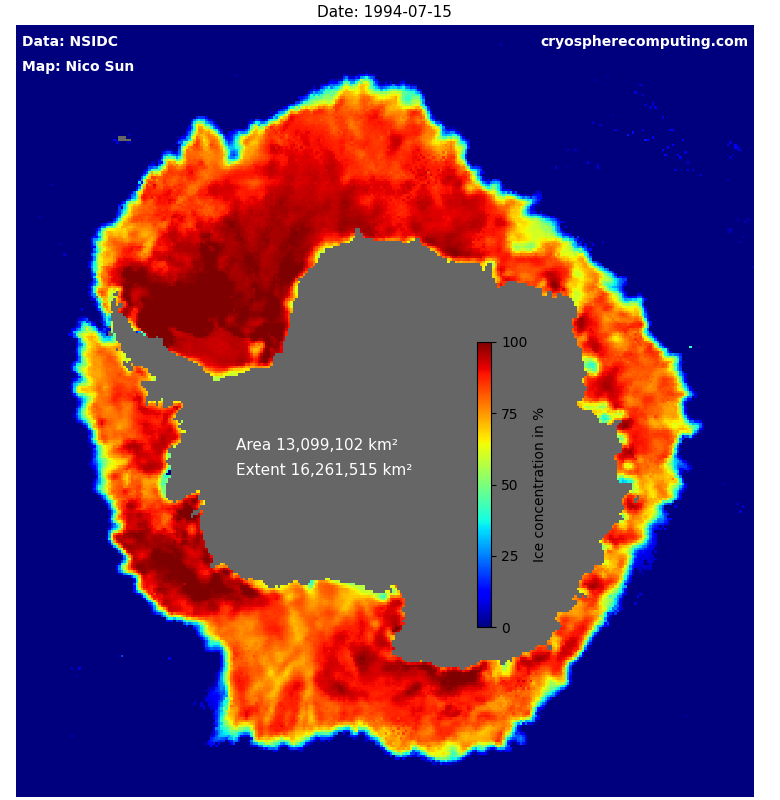 Date: 1994-07-15
Data: NSIDC
cryospherecomputing.com
Map: Nico Sun
100
75
50
25
0
Ice concentration in %
Area 13,099,102 km²
Extent 16,261,515 km²